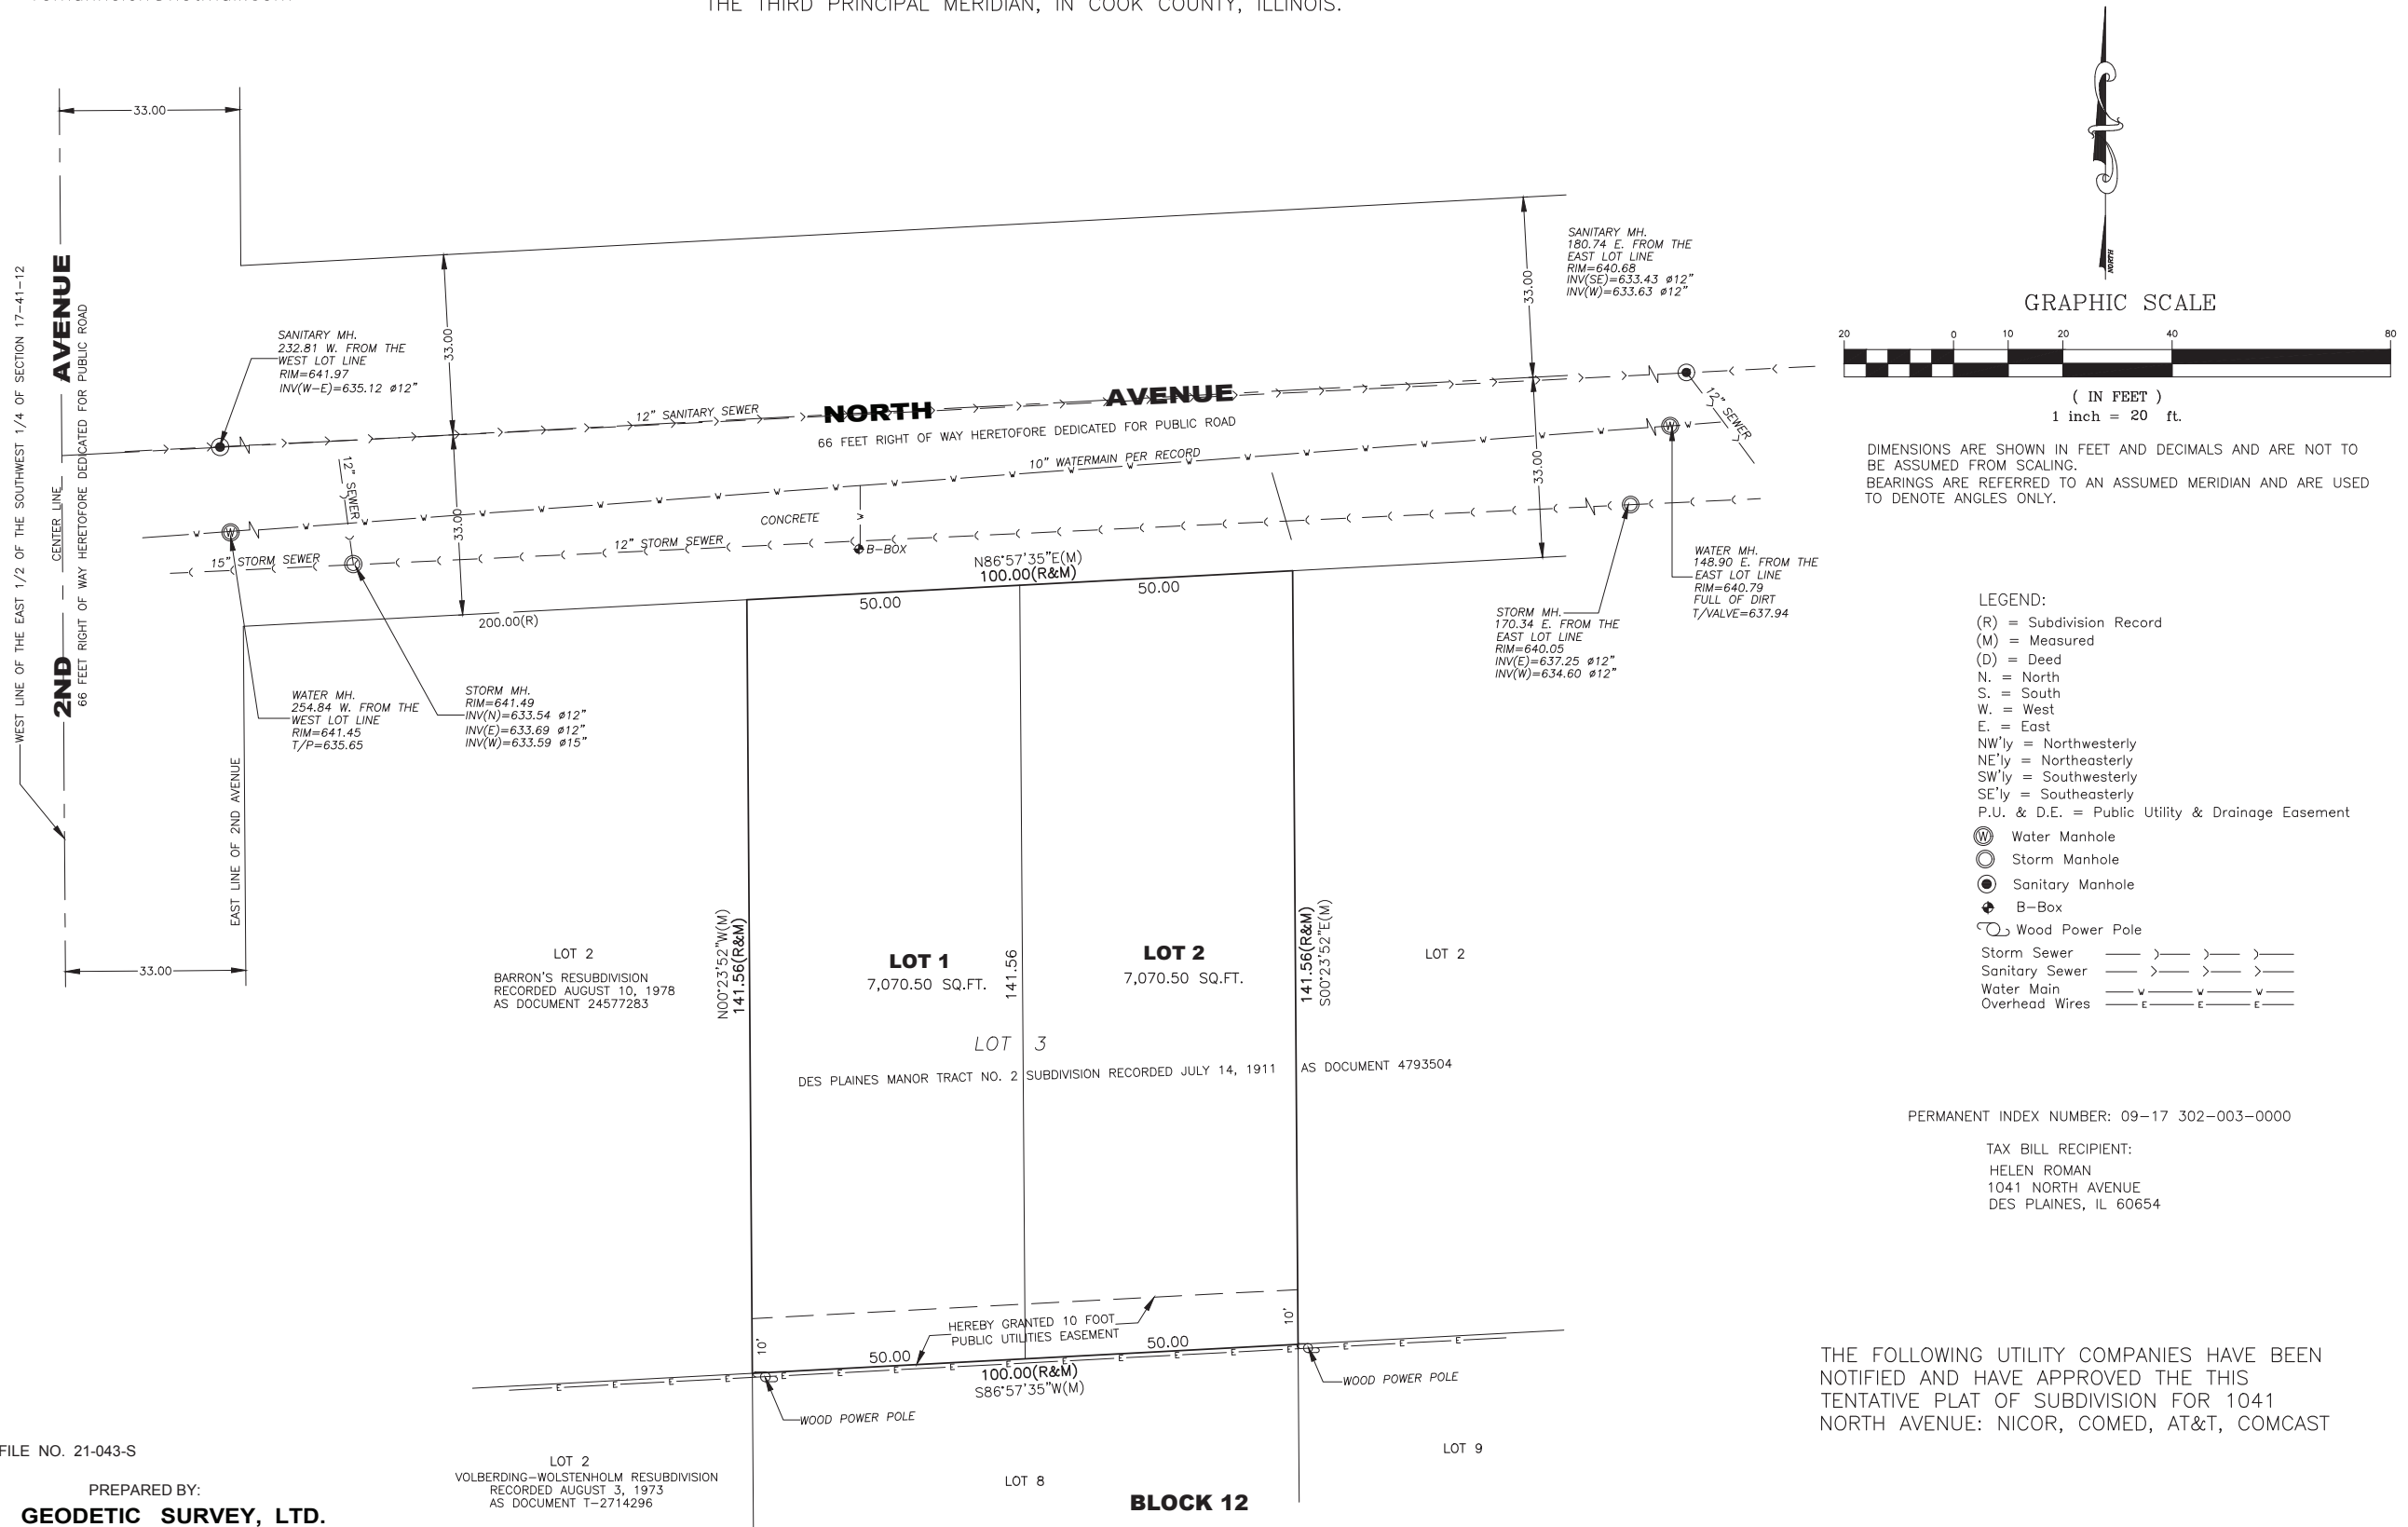 THE THIRD PRINCIPAL MERIDIAN, IN COOK COUNTY, ILLINOIS.
33.00
WEST LINE OF THE EAST 1/2 OF THE SOUTHWEST 1/4 OF SECTION 17-41-12
2ND AVENUE
CENTER LINE
66 FEET RIGHT OF WAY HERETOFORE DEDICATED FOR PUBLIC ROAD
SANITARY MH.
232.81 W. FROM THE
WEST LOT LINE
RIM=641.97
INV(W-E)=635.12 ø12"
33.00
33.00
12" SANITARY SEWER
NORTH AVENUE
66 FEET RIGHT OF WAY HERETOFORE DEDICATED FOR PUBLIC ROAD
10" WATERMAIN PER RECORD
12" SEWER
CONCRETE
15" STORM SEWER
12" STORM SEWER
B-BOX
33.00
33.00
SANITARY MH.
180.74 E. FROM THE
EAST LOT LINE
RIM=640.68
INV(SE)=633.43 ø12"
INV(W)=633.63 ø12"
12" SEWER
W
W
WATER MH.
148.90 E. FROM THE
EAST LOT LINE
RIM=640.79
FULL OF DIRT
T/VALVE=637.94
STORM MH.
170.34 E. FROM THE
EAST LOT LINE
RIM=640.05
INV(E)=637.25 ø12"
INV(W)=634.60 ø12"
WATER MH.
254.84 W. FROM THE
WEST LOT LINE
RIM=641.45
T/P=635.65
STORM MH.
RIM=641.49
INV(N)=633.54 ø12"
INV(E)=633.69 ø12"
INV(W)=633.59 ø15"
200.00(R)
N86°57'35"E(M)
100.00(R&M)
50.00
50.00
EAST LINE OF 2ND AVENUE
33.00
LOT 2
BARRON'S RESUBDIVISION
RECORDED AUGUST 10, 1978
AS DOCUMENT 24577283
N00°23'52"W(M)
141.56(R&M)
LOT 1
7,070.50 SQ.FT.
141.56
LOT 2
7,070.50 SQ.FT.
141.56(R&M)
S00°23'52"E(M)
LOT 2
LOT 3
DES PLAINES MANOR TRACT NO. 2 SUBDIVISION RECORDED JULY 14, 1911 AS DOCUMENT 4793504
HEREBY GRANTED 10 FOOT
PUBLIC UTILITIES EASEMENT
10'
10'
50.00
50.00
100.00(R&M)
S86°57'35"W(M)
WOOD POWER POLE
WOOD POWER POLE
LOT 2
VOLBERDING-WOLSTENHOLM RESUBDIVISION
RECORDED AUGUST 3, 1973
AS DOCUMENT T-2714296
LOT 8
LOT 9
BLOCK 12
FILE NO. 21-043-S
PREPARED BY:
GEODETIC SURVEY, LTD.
NORTH
GRAPHIC SCALE
20 0 10 20 40 80
( IN FEET )
1 inch = 20 ft.
DIMENSIONS ARE SHOWN IN FEET AND DECIMALS AND ARE NOT TO
BE ASSUMED FROM SCALING.
BEARINGS ARE REFERRED TO AN ASSUMED MERIDIAN AND ARE USED
TO DENOTE ANGLES ONLY.
LEGEND:
(R) = Subdivision Record
(M) = Measured
(D) = Deed
N. = North
S. = South
W. = West
E. = East
NW'ly = Northwesterly
NE'ly = Northeasterly
SW'ly = Southwesterly
SE'ly = Southeasterly
P.U. & D.E. = Public Utility & Drainage Easement
W Water Manhole
Storm Manhole
Sanitary Manhole
B-Box
Wood Power Pole
Storm Sewer
Sanitary Sewer
Water Main W W W
Overhead Wires E E E
PERMANENT INDEX NUMBER: 09-17 302-003-0000
TAX BILL RECIPIENT:
HELEN ROMAN
1041 NORTH AVENUE
DES PLAINES, IL 60654
THE FOLLOWING UTILITY COMPANIES HAVE BEEN
NOTIFIED AND HAVE APPROVED THE THIS
TENTATIVE PLAT OF SUBDIVISION FOR 1041
NORTH AVENUE: NICOR, COMED, AT&T, COMCAST